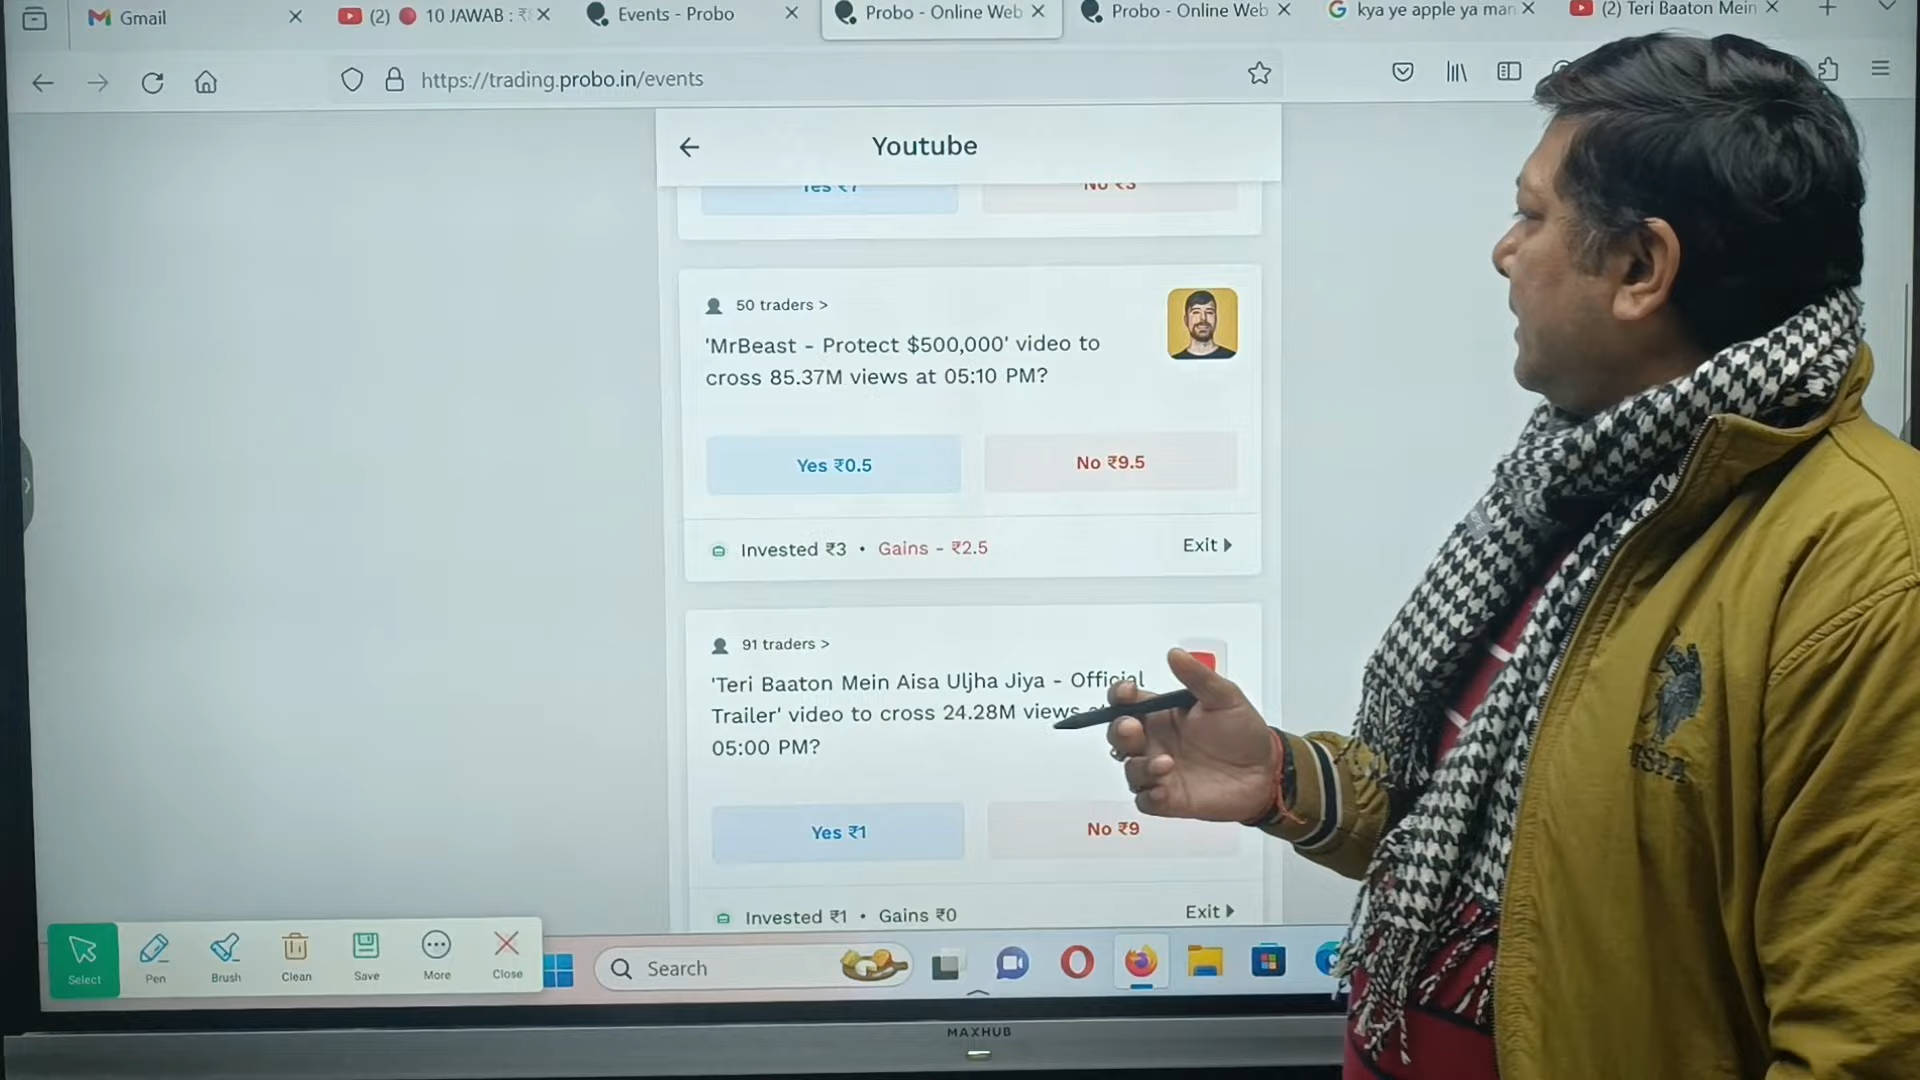 Gmail
(2) 10 JAWAB : ₹
Events - Probo
Probo - Online Web
Probo - Online Web
kya ye apple ya man
(2) Teri Baaton Mein
https://trading.probo.in/events
Youtube
Yes ₹7
No ₹3
50 traders >
'MrBeast - Protect $500,000' video to
cross 85.37M views at 05:10 PM?
Yes ₹0.5
No ₹9.5
Invested ₹3 • Gains - ₹2.5
Exit
91 traders >
'Teri Baaton Mein Aisa Uljha Jiya - Official
Trailer' video to cross 24.28M views
05:00 PM?
Yes ₹1
No ₹9
Invested ₹1 • Gains ₹0
Exit
Select
Pen
Brush
Clean
Save
More
Close
Search
MAXHUB
USPA